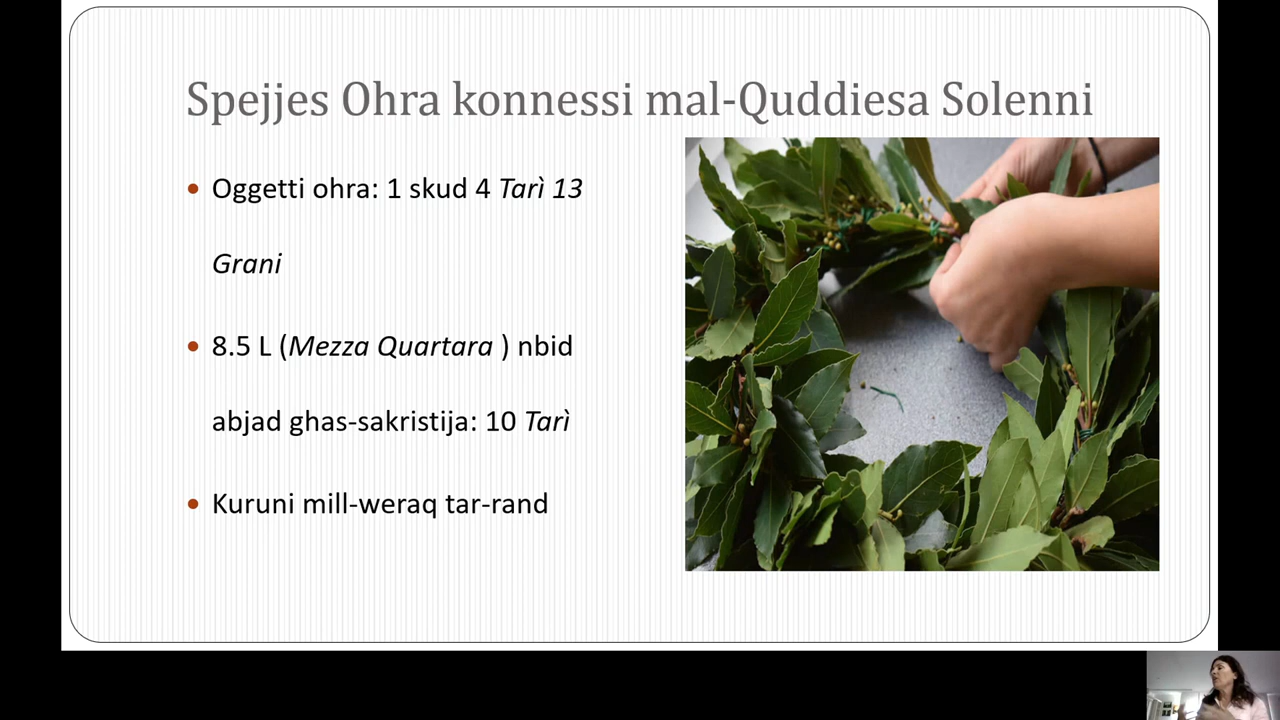 Spejjes Ohra konnessi mal-Quddiesa Solenni
• Oggetti ohra: 1 skud 4 Tarì 13
Grani
• 8.5 L (Mezza Quartara ) nbid
abjad ghas-sakristija: 10 Tarì
• Kuruni mill-weraq tar-rand